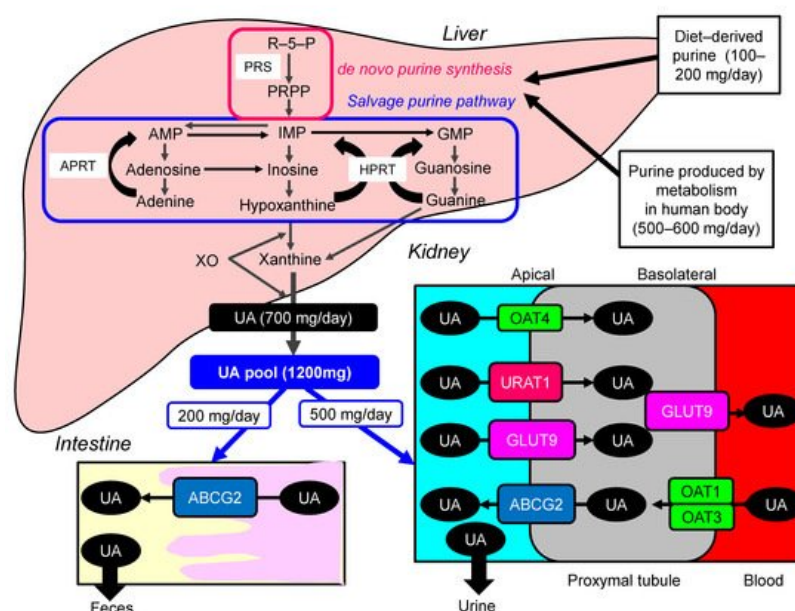 Liver
Diet–derived
purine (100–
200 mg/day)
R–5–P
PRS
de novo purine synthesis
PRPP
Salvage purine pathway
AMP
IMP
GMP
APRT
Adenosine
Inosine
HPRT
Guanosine
Adenine
Hypoxanthine
Guanine
Purine produced by
metabolism
in human body
(500–600 mg/day)
XO
Xanthine
Kidney
UA (700 mg/day)
UA pool (1200mg)
200 mg/day
500 mg/day
Intestine
UA
ABCG2
UA
UA
Feces
Apical
Basolateral
UA
OAT4
UA
UA
URAT1
UA
GLUT9
UA
UA
GLUT9
UA
UA
ABCG2
UA
OAT1
OAT3
UA
UA
Proxymal tubule
Blood
Urine